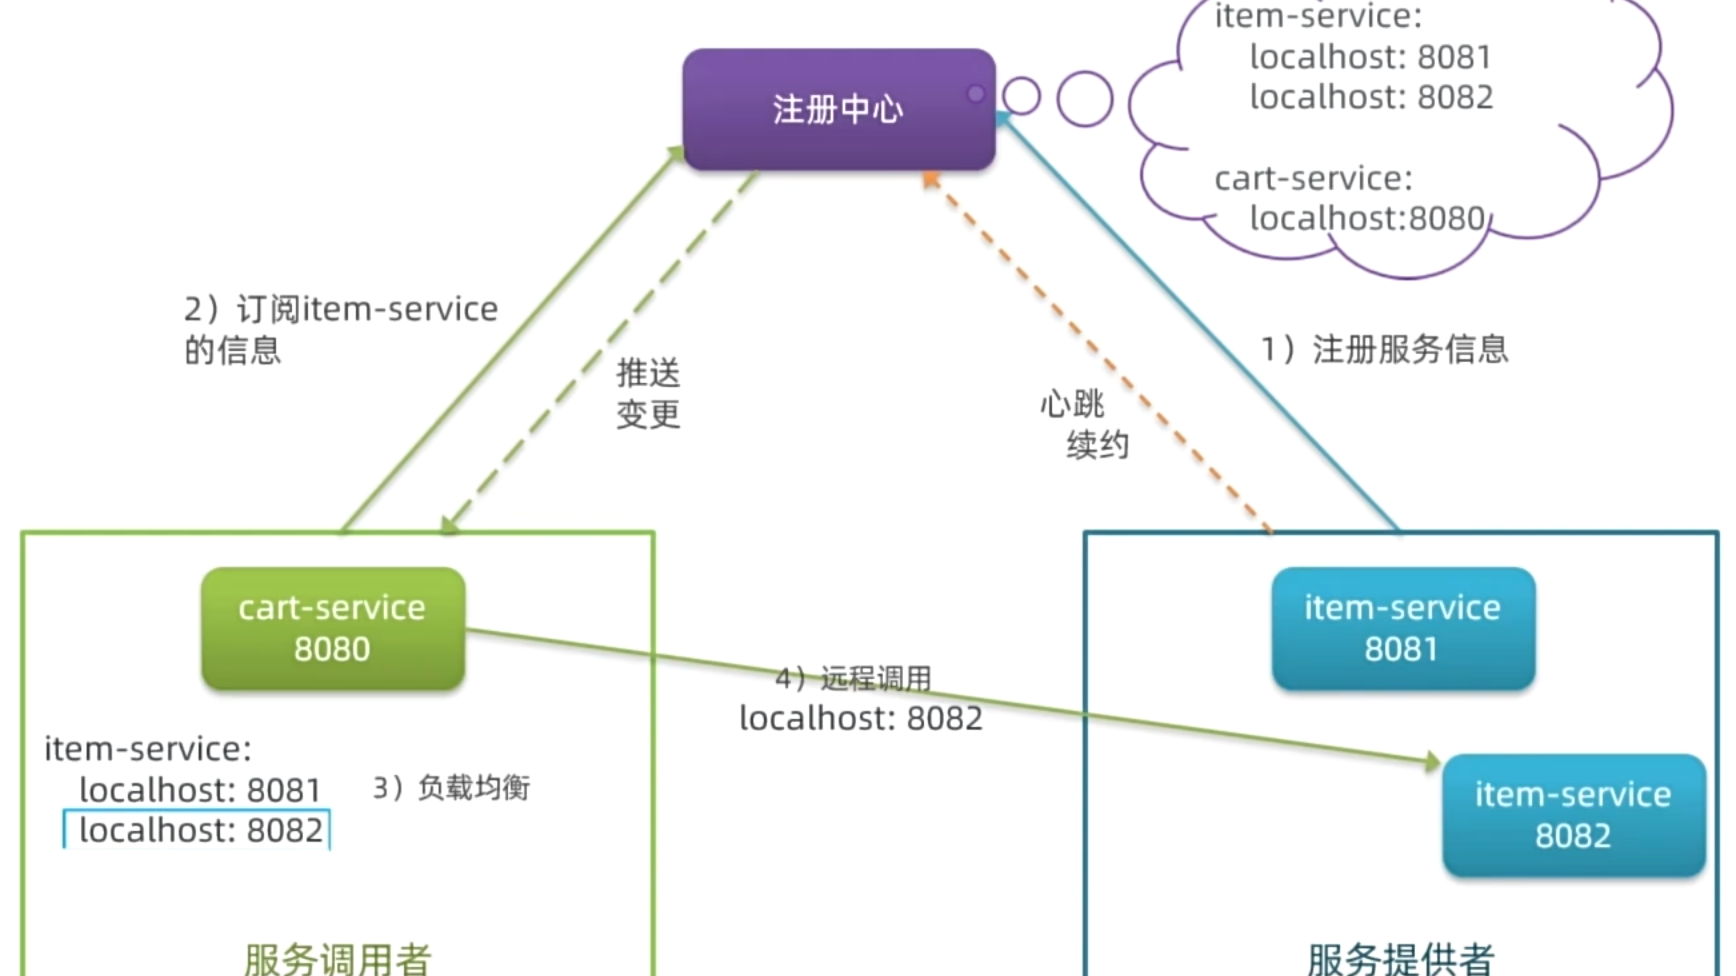 item-service:
localhost: 8081
localhost: 8082
cart-service:
localhost:8080
注册中心
2）订阅item-service
的信息
推送
变更
心跳
续约
1）注册服务信息
cart-service
8080
item-service:
localhost: 8081
localhost: 8082
3）负载均衡
服务调用者
4）远程调用
localhost: 8082
item-service
8081
item-service
8082
服务提供者